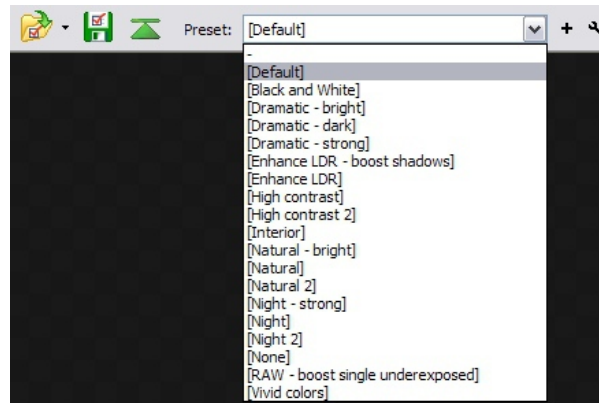 Preset: [Default]
-
[Default]
[Black and White]
[Dramatic - bright]
[Dramatic - dark]
[Dramatic - strong]
[Enhance LDR - boost shadows]
[Enhance LDR]
[High contrast]
[High contrast 2]
[Interior]
[Natural - bright]
[Natural]
[Natural 2]
[Night - strong]
[Night]
[Night 2]
[None]
[RAW - boost single underexposed]
[Vivid colors]